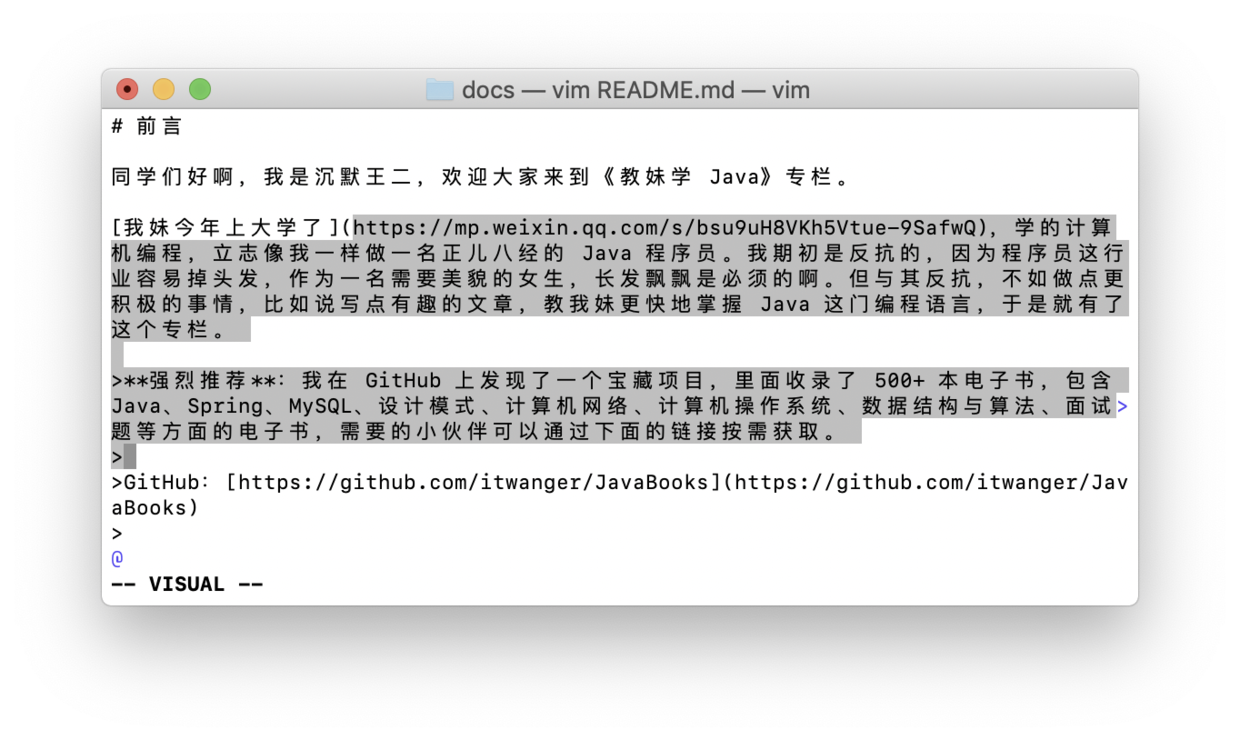 docs — vim README.md — vim
# 前言
同学们好啊，我是沉默王二，欢迎大家来到《教妹学 Java》专栏。
[我妹今年上大学了](https://mp.weixin.qq.com/s/bsu9uH8VKh5Vtue-9SafwQ)，学的计算
机编程，立志像我一样做一名正儿八经的 Java 程序员。我期初是反抗的，因为程序员这行
业容易掉头发，作为一名需要美貌的女生，长发飘飘是必须的啊。但与其反抗，不如做点更
积极的事情，比如说写点有趣的文章，教我妹更快地掌握 Java 这门编程语言，于是就有了
这个专栏。
>**强烈推荐**：我在 GitHub 上发现了一个宝藏项目，里面收录了 500+ 本电子书，包含
Java、Spring、MySQL、设计模式、计算机网络、计算机操作系统、数据结构与算法、面试>
题等方面的电子书，需要的小伙伴可以通过下面的链接按需获取。
>
>GitHub：[https://github.com/itwanger/JavaBooks](https://github.com/itwanger/Jav
aBooks)
>
@
-- VISUAL --